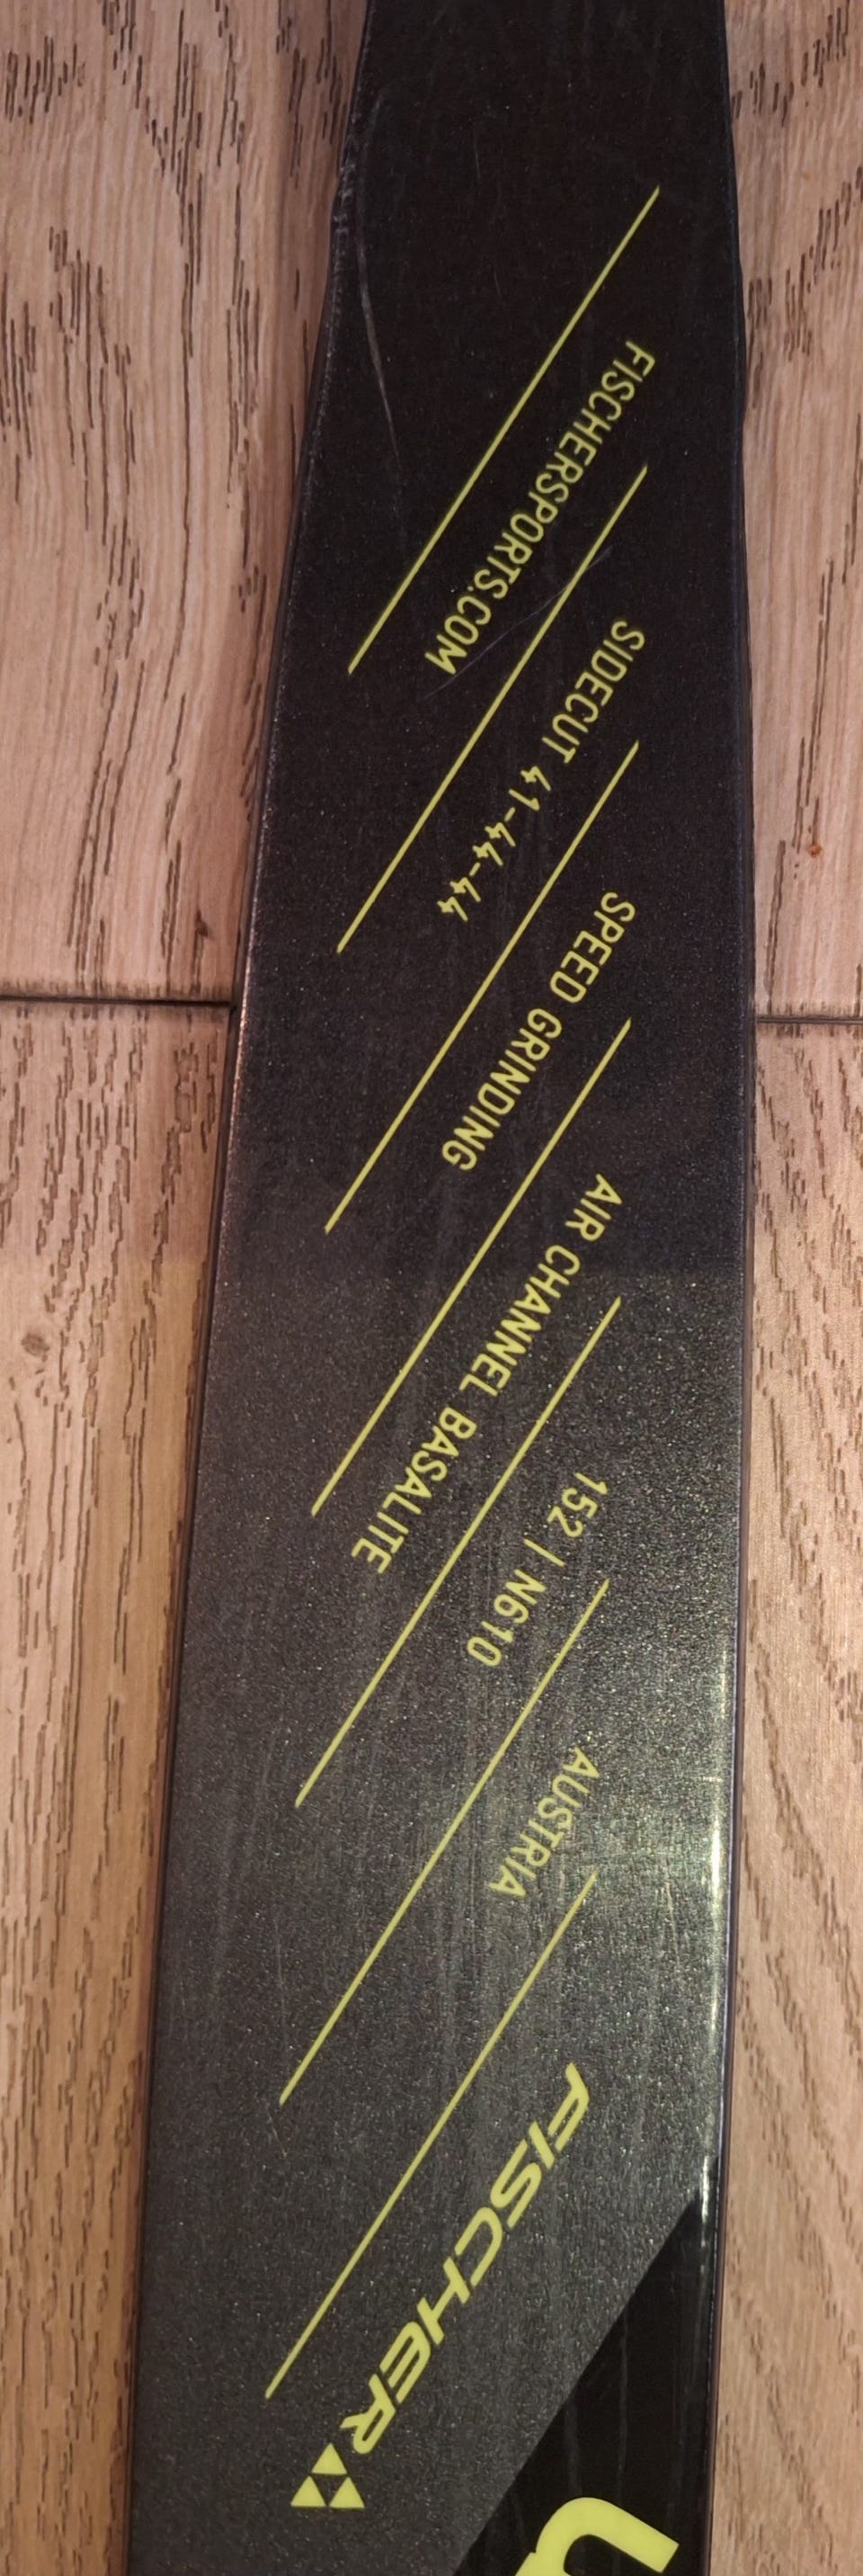 FISCHERSPORTS.COM
SIDECUT 41-44-44
SPEED GRINDING
AIR CHANNEL BASALITE
152 / N610
AUSTRIA
FISCHER